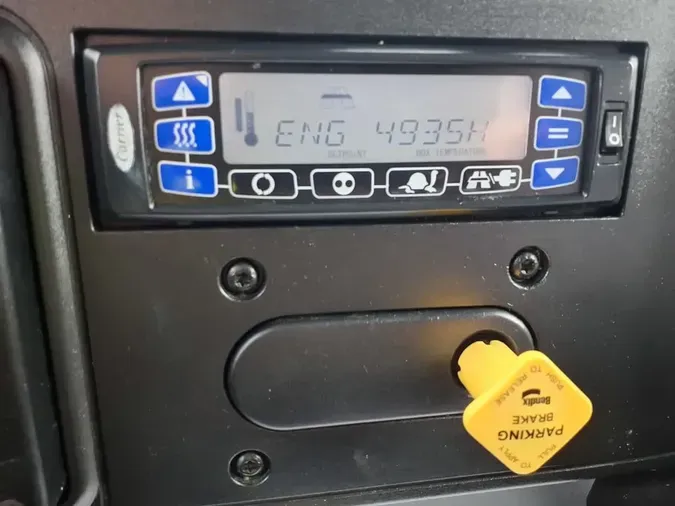 Carrier
ENG 4935H
SETPOINT BOX TEMPERATURE
i
PUSH TO RELEASE
Bendix
PARKING
BRAKE
PULL TO APPLY